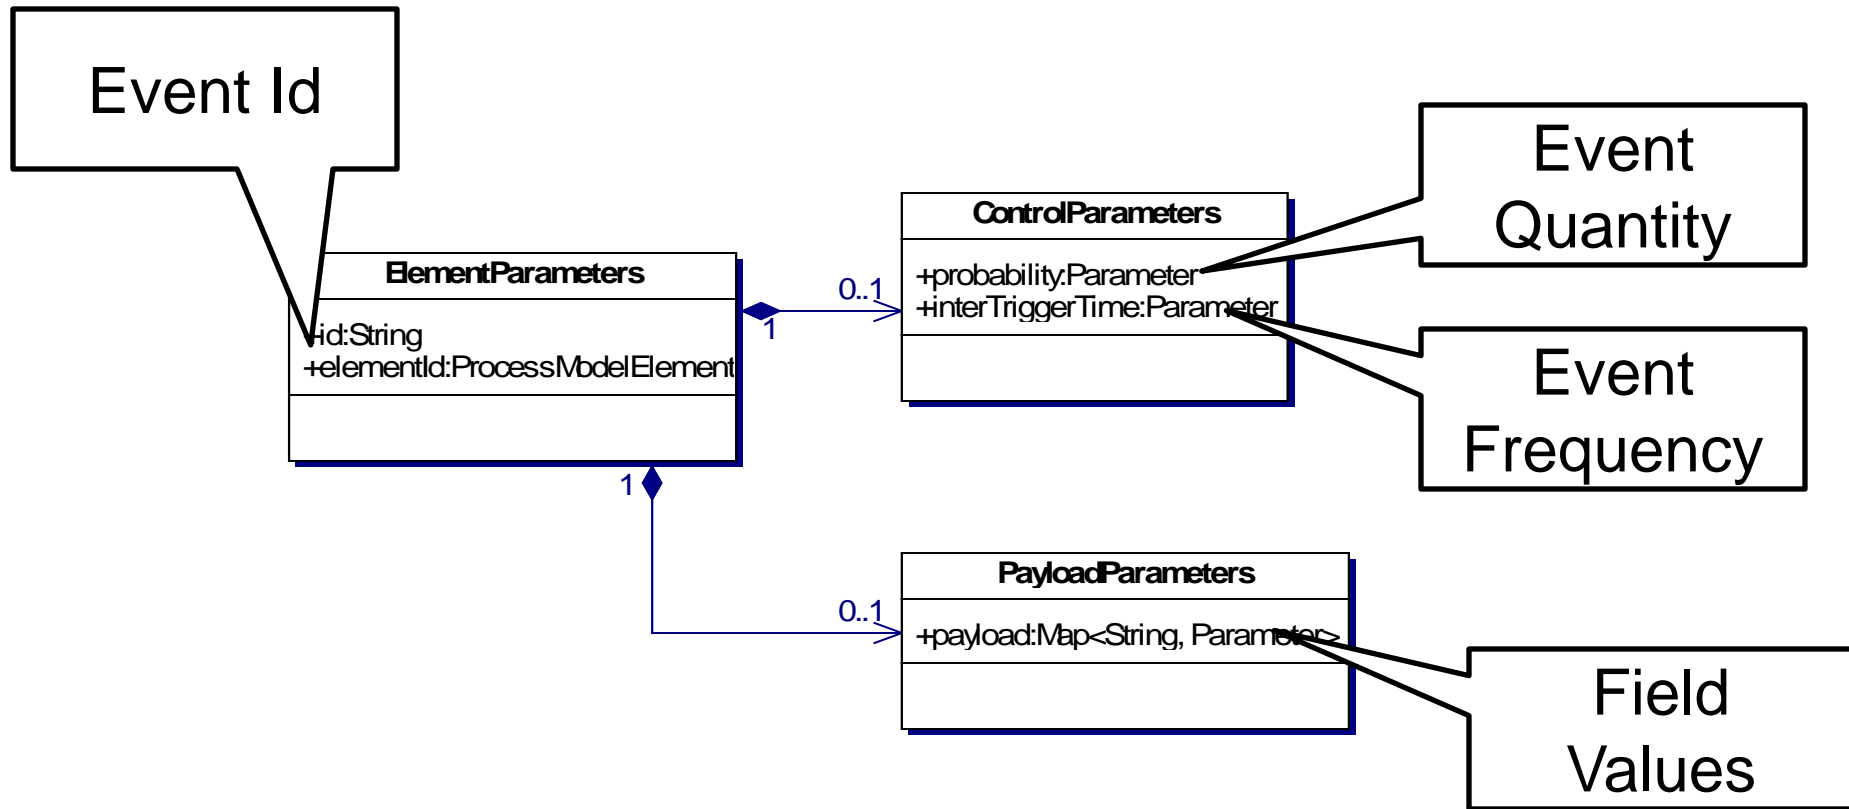 Event Id
ElementParameters
+id:String
+elementId:ProcessModelElement
1
0..1
ControlParameters
+probability:Parameter
+interTriggerTime:Parameter
Event
Quantity
Event
Frequency
1
0..1
PayloadParameters
+payload:Map<String, Parameter>
Field
Values